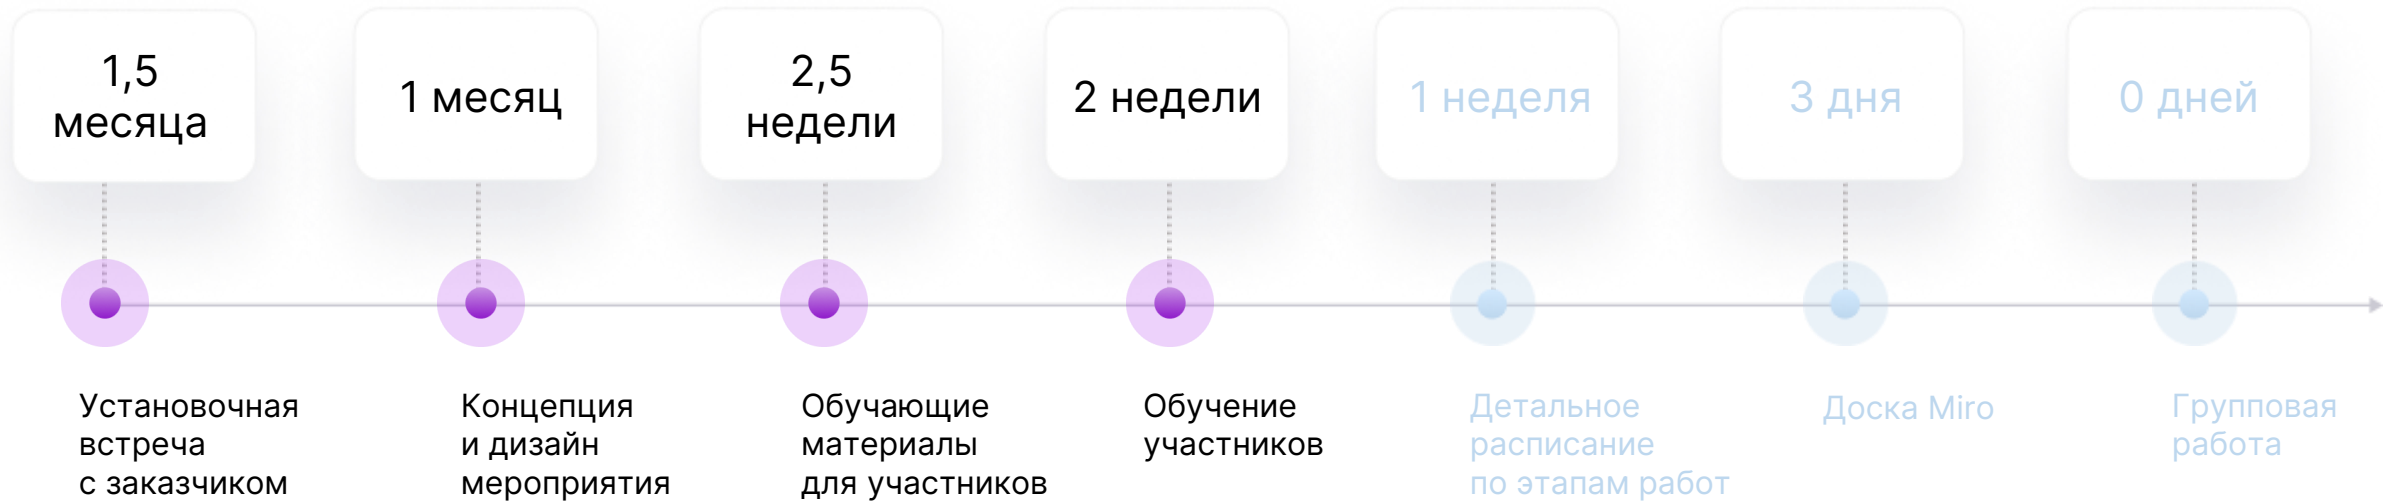 1,5
месяца
1 месяц
2,5
недели
2 недели
1 неделя
3 дня
0 дней
Установочная
встреча
с заказчиком
Концепция
и дизайн
мероприятия
Обучающие
материалы
для участников
Обучение
участников
Детальное
расписание
по этапам работ
Доска Miro
Групповая
работа